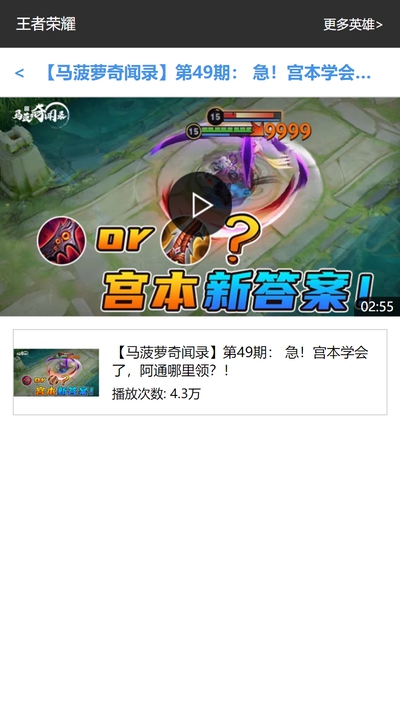 王者荣耀
更多英雄>
< 【马菠萝奇闻录】第49期： 急！宫本学会...
马菠萝奇闻录
15
15
9999
or ?
宫本新答案！
02:55
【马菠萝奇闻录】第49期： 急！宫本学会
了，阿通哪里领？！
播放次数: 4.3万